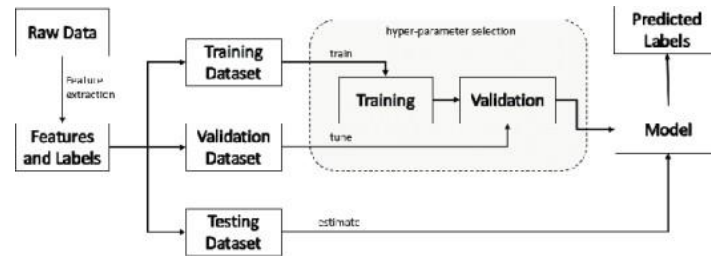 Raw Data
Feature
extraction
Features
and Labels
Training
Dataset
Validation
Dataset
Testing
Dataset
train
tune
estimate
hyper-parameter selection
Training
Validation
Predicted
Labels
Model